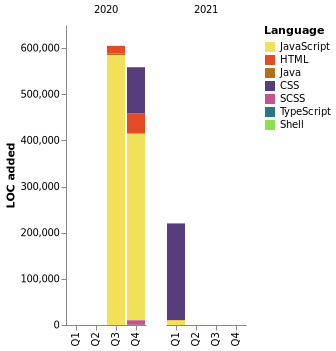 2020 2021
Language
JavaScript
HTML
Java
CSS
SCSS
TypeScript
Shell
LOC added
600,000
500,000
400,000
300,000
200,000
100,000
0
Q1 Q2 Q3 Q4 Q1 Q2 Q3 Q4